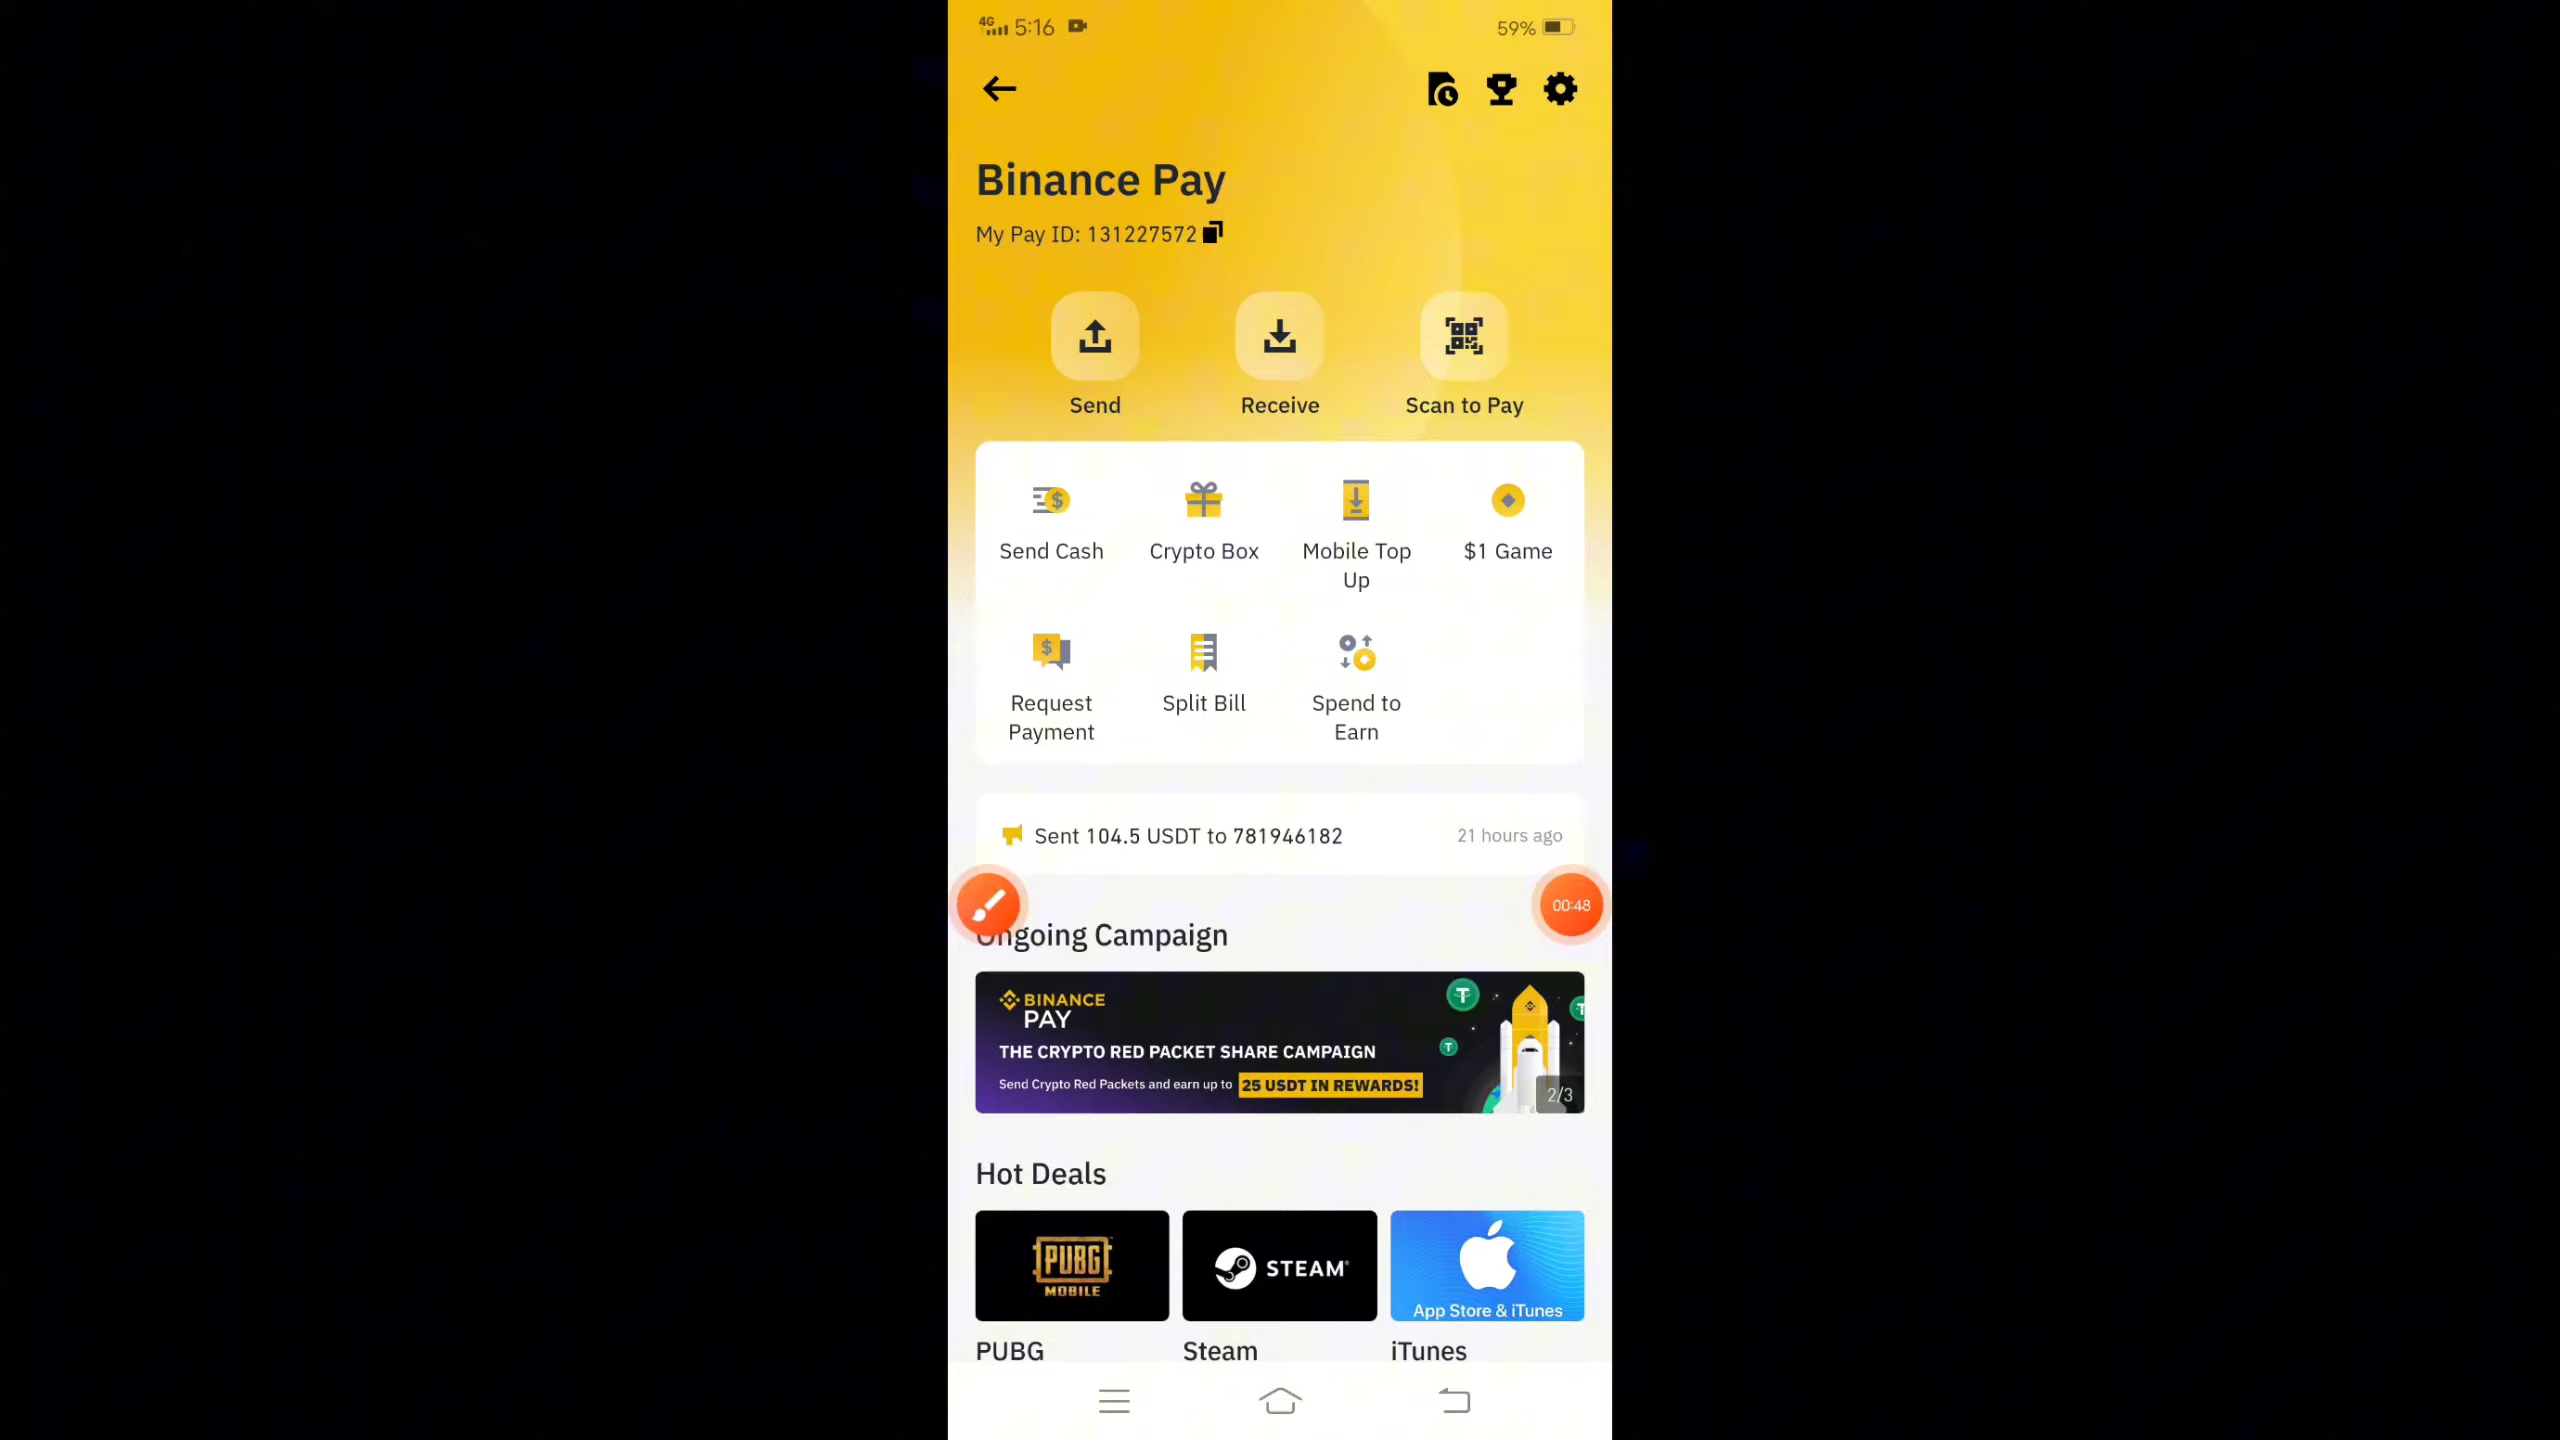 4G 5:16 59%
Binance Pay
My Pay ID: 131227572
Send Receive Scan to Pay
Send Cash Crypto Box Mobile Top Up $1 Game
Request Payment Split Bill Spend to Earn
Sent 104.5 USDT to 781946182 21 hours ago
00:48
Ongoing Campaign
BINANCE
PAY
THE CRYPTO RED PACKET SHARE CAMPAIGN
Send Crypto Red Packets and earn up to 25 USDT IN REWARDS!
2/3
Hot Deals
PUBG
MOBILE
STEAM
App Store & iTunes
PUBG Steam iTunes